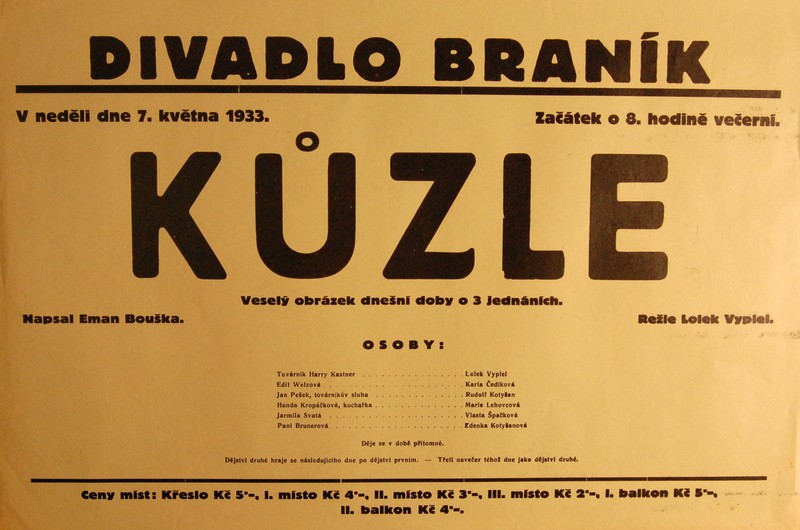 DIVADLO BRANÍK
V neděli dne 7. května 1933. Začátek o 8. hodině večerní.
KŮZLE
Veselý obrázek dnešní doby o 3 jednáních.
Napsal Eman Bouška. Režie Lolek Vyplel.
OSOBY:
Továrník Harry Kastner . . . . . . . . . . . . . . . Lolek Vyplel
Edit Welzová . . . . . . . . . . . . . . . . . . . . Karla Čedíková
Jan Pešek, továrníkův sluha . . . . . . . . . . . . . Rudolf Kotyšan
Handa Kropáčková, kuchařka . . . . . . . . . . . . . Marie Lehovcová
Jarmila Svatá . . . . . . . . . . . . . . . . . . . . Vlasta Špačková
Paní Brunerová . . . . . . . . . . . . . . . . . . . Zdenka Kotyšanová
Děje se v době přítomné.
Dějství druhé hraje se následujícího dne po dějství prvním. — Třetí navečer téhož dne jako dějství druhé.
Ceny míst: Křeslo Kč 5·-, I. místo Kč 4·-, II. místo Kč 3·-, III. místo Kč 2·-, I. balkon Kč 5·-,
II. balkon Kč 4·-.